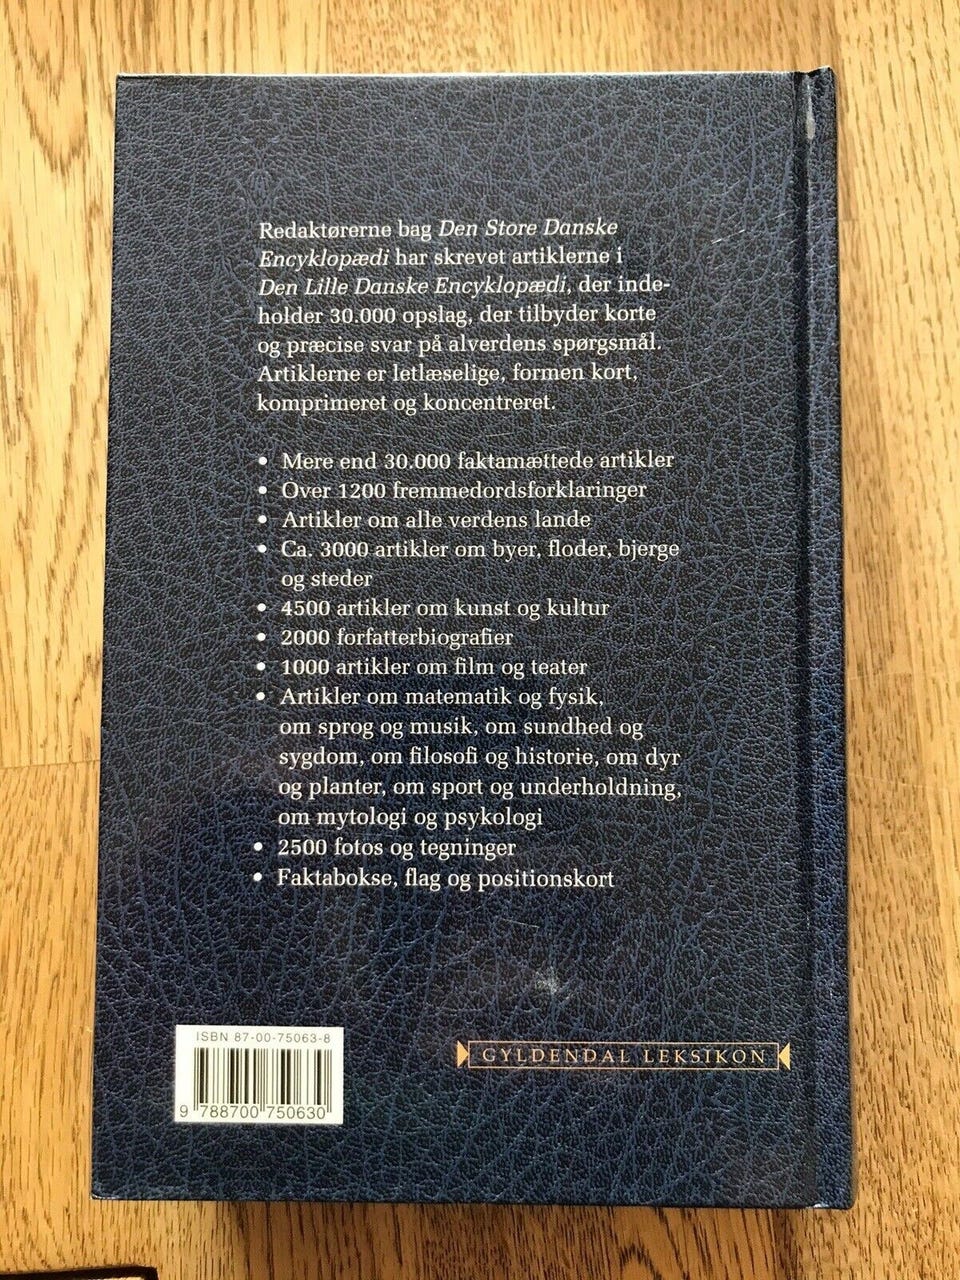 Redaktørerne bag Den Store Danske
Encyklopædi har skrevet artiklerne i
Den Lille Danske Encyklopædi, der inde-
holder 30.000 opslag, der tilbyder korte
og præcise svar på alverdens spørgsmål.
Artiklerne er letlæselige, formen kort,
komprimeret og koncentreret.
• Mere end 30.000 faktamættede artikler
• Over 1200 fremmedordsforklaringer
• Artikler om alle verdens lande
• Ca. 3000 artikler om byer, floder, bjerge
og steder
• 4500 artikler om kunst og kultur
• 2000 forfatterbiografier
• 1000 artikler om film og teater
• Artikler om matematik og fysik,
om sprog og musik, om sundhed og
sygdom, om filosofi og historie, om dyr
og planter, om sport og underholdning,
om mytologi og psykologi
• 2500 fotos og tegninger
• Faktabokse, flag og positionskort
ISBN 87-00-75063-8
9 788700 750630
GYLDENDAL LEKSIKON